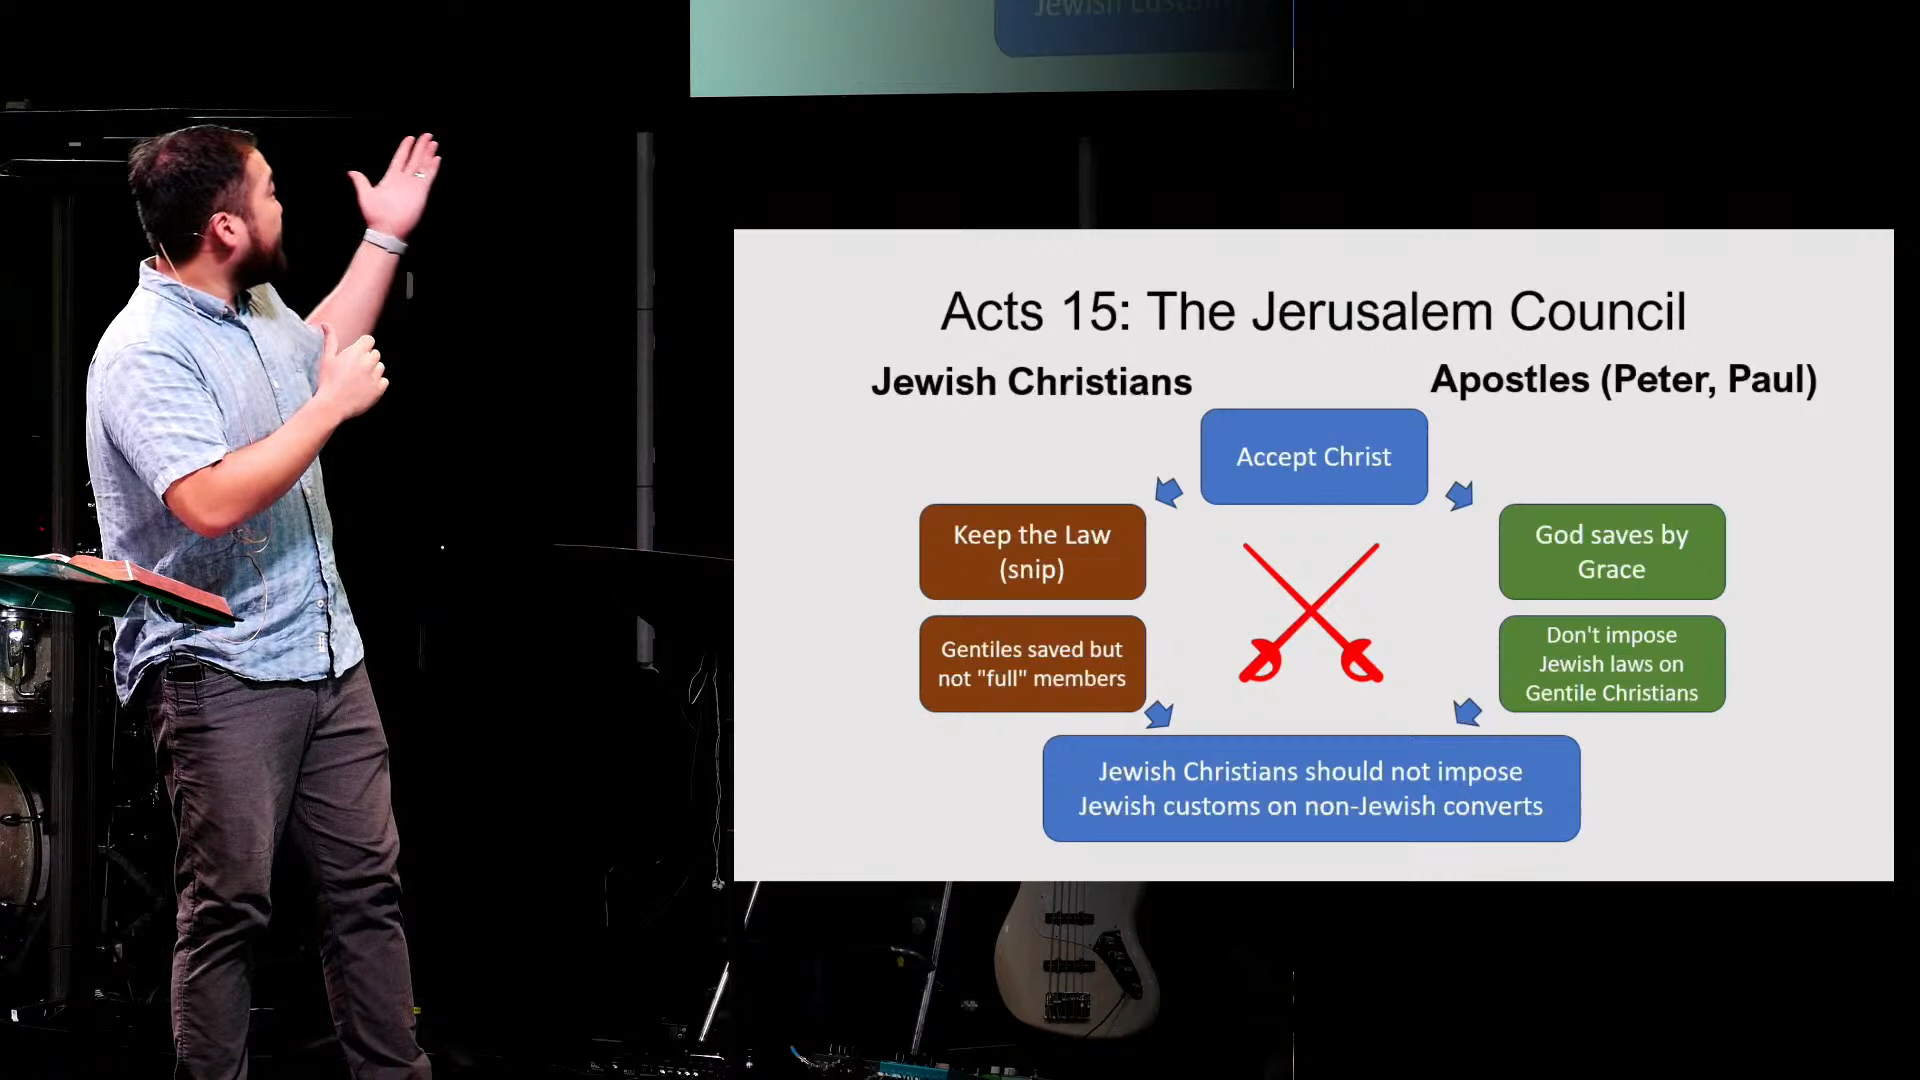 Jewish custom
Acts 15: The Jerusalem Council
Jewish Christians
Apostles (Peter, Paul)
Accept Christ
Keep the Law
(snip)
God saves by
Grace
Gentiles saved but
not "full" members
Don't impose
Jewish laws on
Gentile Christians
Jewish Christians should not impose
Jewish customs on non-Jewish converts